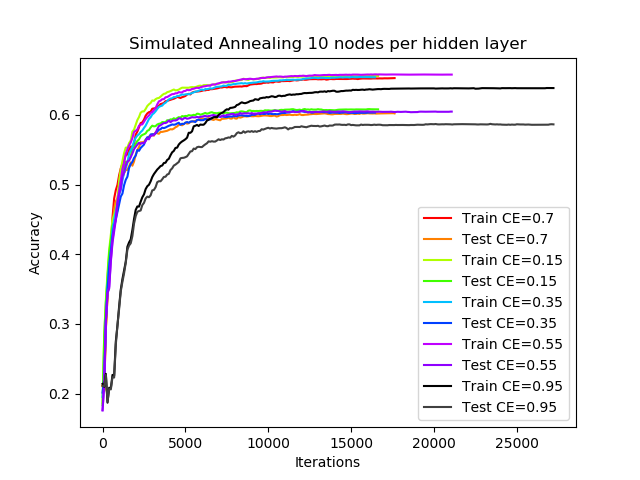 Simulated Annealing 10 nodes per hidden layer
Accuracy
0.6
0.5
0.4
0.3
0.2
Train CE=0.7
Test CE=0.7
Train CE=0.15
Test CE=0.15
Train CE=0.35
Test CE=0.35
Train CE=0.55
Test CE=0.55
Train CE=0.95
Test CE=0.95
0 5000 10000 15000 20000 25000
Iterations